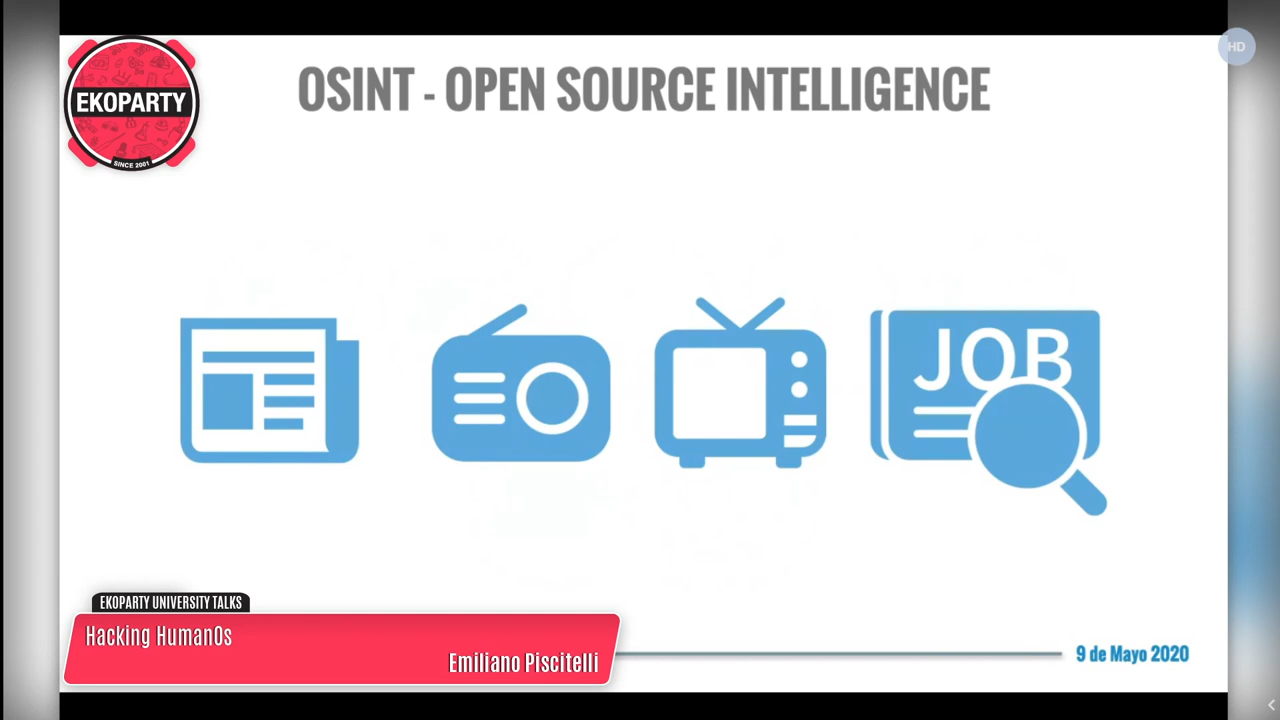 HD
EKOPARTY
SINCE 2001
OSINT - OPEN SOURCE INTELLIGENCE
JOB
EKOPARTY UNIVERSITY TALKS
Hacking HumanOs
Emiliano Piscitelli
9 de Mayo 2020